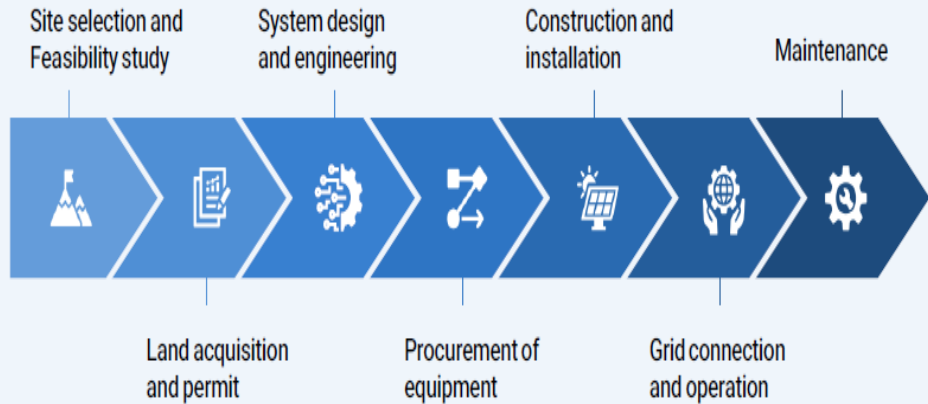 Site selection and
Feasibility study
System design
and engineering
Construction and
installation
Maintenance
Land acquisition
and permit
Procurement of
equipment
Grid connection
and operation